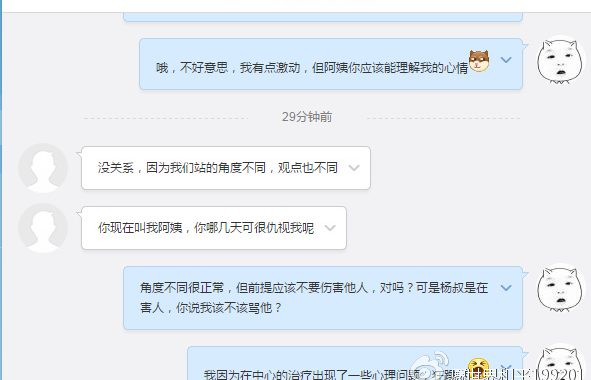 哦，不好意思，我有点激动，但阿姨你应该能理解我的心情
29分钟前
没关系，因为我们站的角度不同，观点也不同
你现在叫我阿姨，你哪几天可很仇视我呢
角度不同很正常，但前提应该不要伤害他人，对吗？可是杨叔是在
害人，你说我该不该骂他？
我因为在中心的治疗出现了一些心理问题